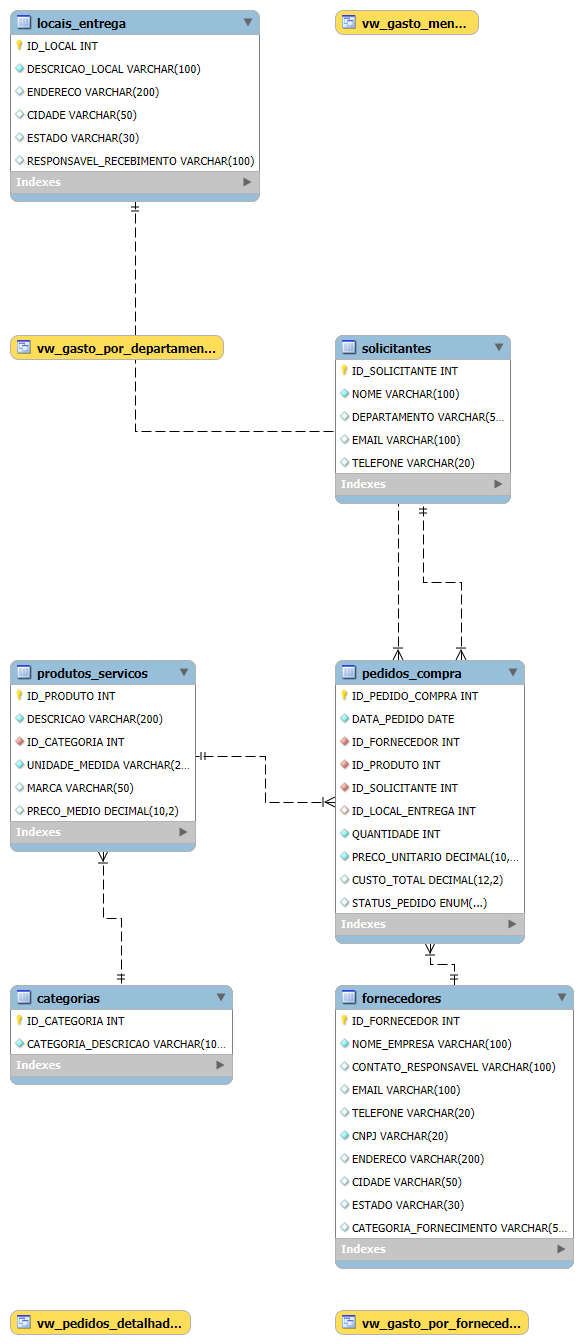 locais_entrega
ID_LOCAL INT
DESCRICAO_LOCAL VARCHAR(100)
ENDERECO VARCHAR(200)
CIDADE VARCHAR(50)
ESTADO VARCHAR(30)
RESPONSAVEL_RECEBIMENTO VARCHAR(100)
Indexes
vw_gasto_men...
vw_gasto_por_departamen...
solicitantes
ID_SOLICITANTE INT
NOME VARCHAR(100)
DEPARTAMENTO VARCHAR(5...
EMAIL VARCHAR(100)
TELEFONE VARCHAR(20)
Indexes
produtos_servicos
ID_PRODUTO INT
DESCRICAO VARCHAR(200)
ID_CATEGORIA INT
UNIDADE_MEDIDA VARCHAR(2...
MARCA VARCHAR(50)
PRECO_MEDIO DECIMAL(10,2)
Indexes
pedidos_compra
ID_PEDIDO_COMPRA INT
DATA_PEDIDO DATE
ID_FORNECEDOR INT
ID_PRODUTO INT
ID_SOLICITANTE INT
ID_LOCAL_ENTREGA INT
QUANTIDADE INT
PRECO_UNITARIO DECIMAL(10,...
CUSTO_TOTAL DECIMAL(12,2)
STATUS_PEDIDO ENUM(...)
Indexes
categorias
ID_CATEGORIA INT
CATEGORIA_DESCRICAO VARCHAR(10...
Indexes
fornecedores
ID_FORNECEDOR INT
NOME_EMPRESA VARCHAR(100)
CONTATO_RESPONSAVEL VARCHAR(100)
EMAIL VARCHAR(100)
TELEFONE VARCHAR(20)
CNPJ VARCHAR(20)
ENDERECO VARCHAR(200)
CIDADE VARCHAR(50)
ESTADO VARCHAR(30)
CATEGORIA_FORNECIMENTO VARCHAR(5...
Indexes
vw_pedidos_detalhad...
vw_gasto_por_forneced...